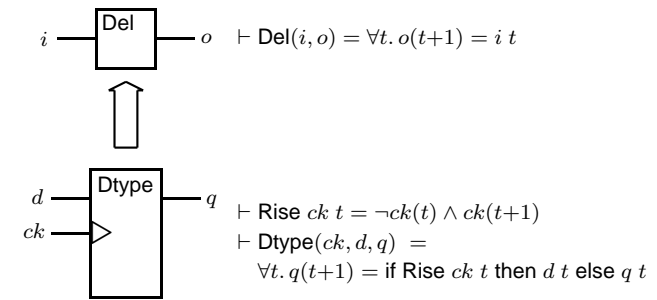 Del
i o ⊢ Del(i, o) = ∀t. o(t+1) = i t
Dtype
d q
ck
⊢ Rise ck t = ¬ck(t) ∧ ck(t+1)
⊢ Dtype(ck, d, q) =
∀t. q(t+1) = if Rise ck t then d t else q t